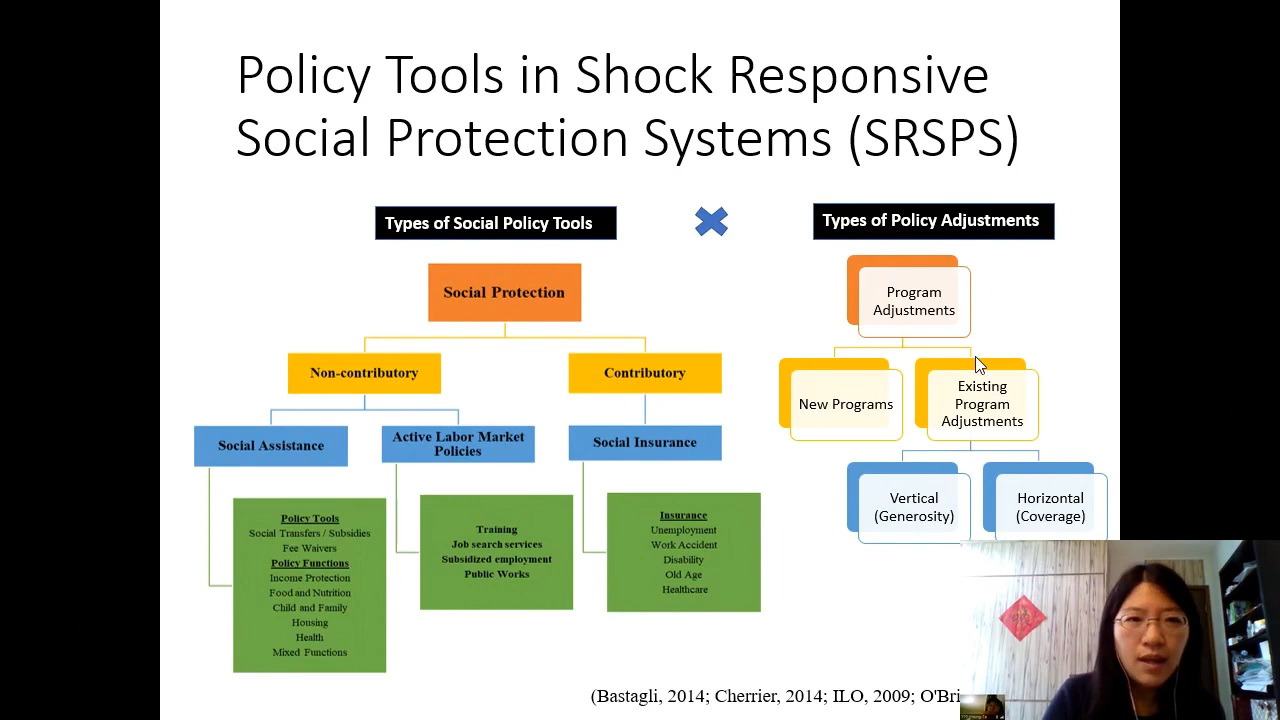 Policy Tools in Shock Responsive
Social Protection Systems (SRSPS)
Types of Social Policy Tools
Types of Policy Adjustments
Social Protection
Non-contributory
Contributory
Social Assistance
Active Labor Market
Policies
Social Insurance
Policy Tools
Social Transfers / Subsidies
Fee Waivers
Policy Functions
Income Protection
Food and Nutrition
Child and Family
Housing
Health
Mixed Functions
Training
Job search services
Subsidized employment
Public Works
Insurance
Unemployment
Work Accident
Disability
Old Age
Healthcare
Program
Adjustments
New Programs
Existing
Program
Adjustments
Vertical
(Generosity)
Horizontal
(Coverage)
(Bastagli, 2014; Cherrier, 2014; ILO, 2009; O'Bri